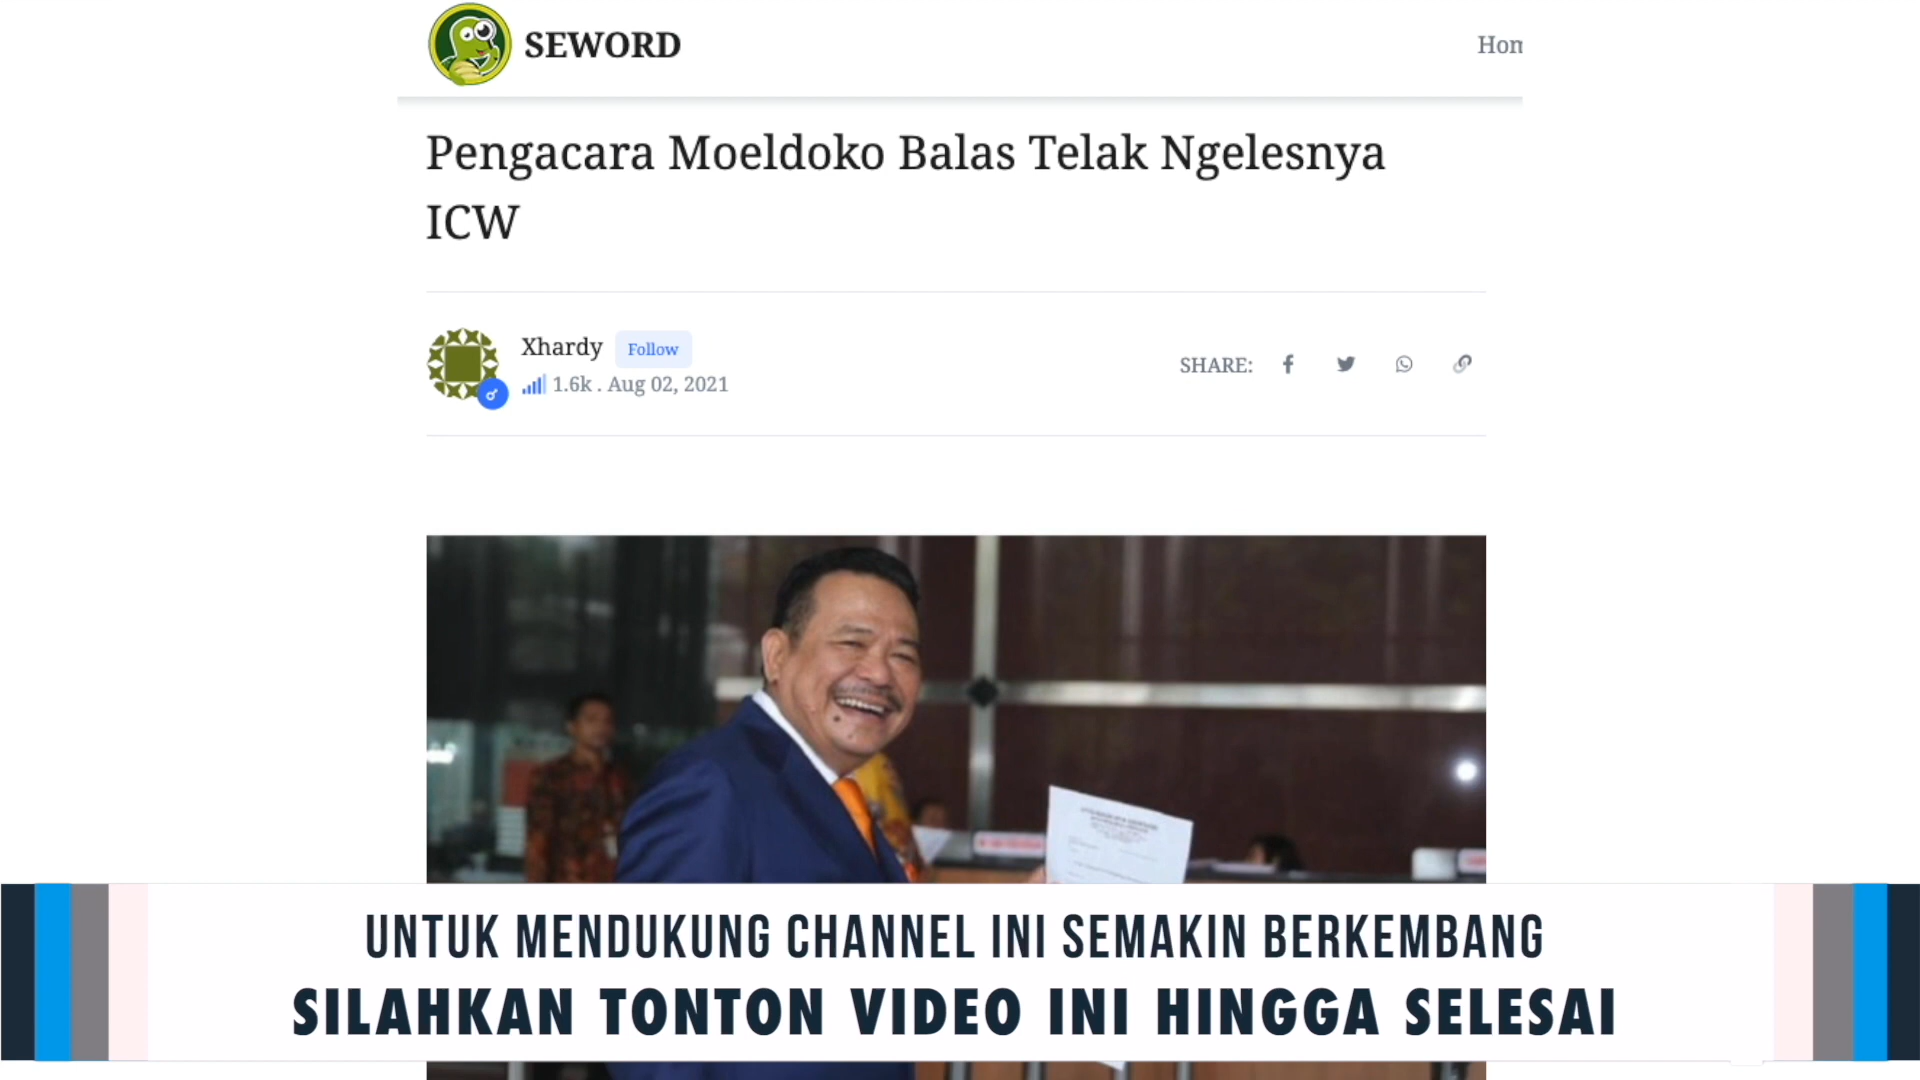 SEWORD
Hom
Pengacara Moeldoko Balas Telak Ngelesnya
ICW
Xhardy Follow
1.6k . Aug 02, 2021
SHARE:
UNTUK MENDUKUNG CHANNEL INI SEMAKIN BERKEMBANG
SILAHKAN TONTON VIDEO INI HINGGA SELESAI